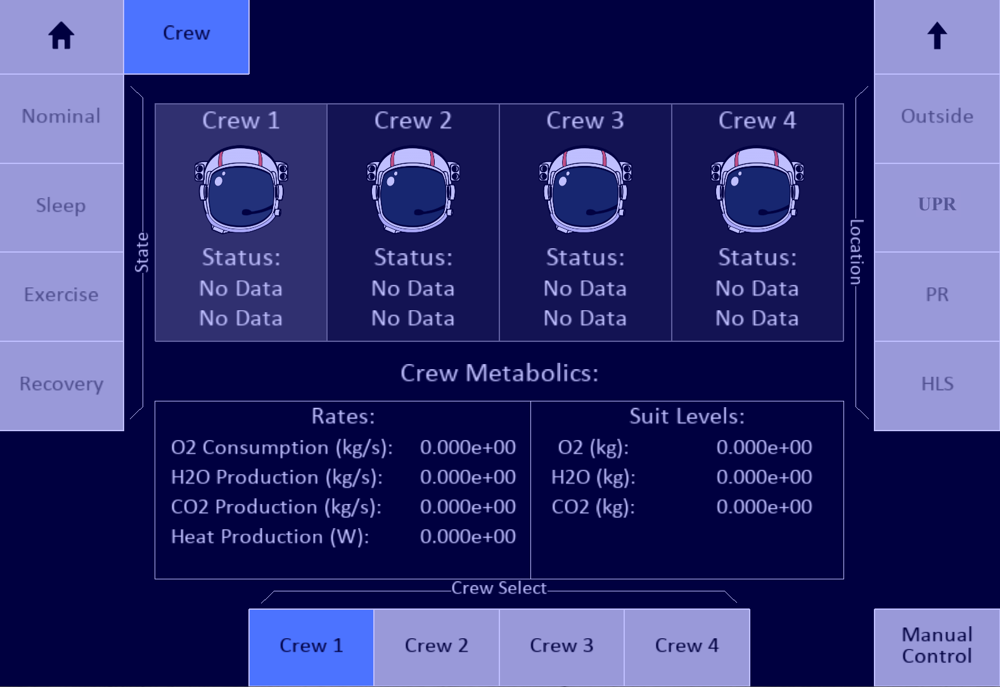 Crew
Nominal
Sleep
Exercise
Recovery
State
Crew 1
Status:
No Data
No Data
Crew 2
Status:
No Data
No Data
Crew 3
Status:
No Data
No Data
Crew 4
Status:
No Data
No Data
Location
Outside
UPR
PR
HLS
Crew Metabolics:
Rates:
O2 Consumption (kg/s): 0.000e+00
H2O Production (kg/s): 0.000e+00
CO2 Production (kg/s): 0.000e+00
Heat Production (W): 0.000e+00
Suit Levels:
O2 (kg): 0.000e+00
H2O (kg): 0.000e+00
CO2 (kg): 0.000e+00
Crew Select
Crew 1
Crew 2
Crew 3
Crew 4
Manual
Control